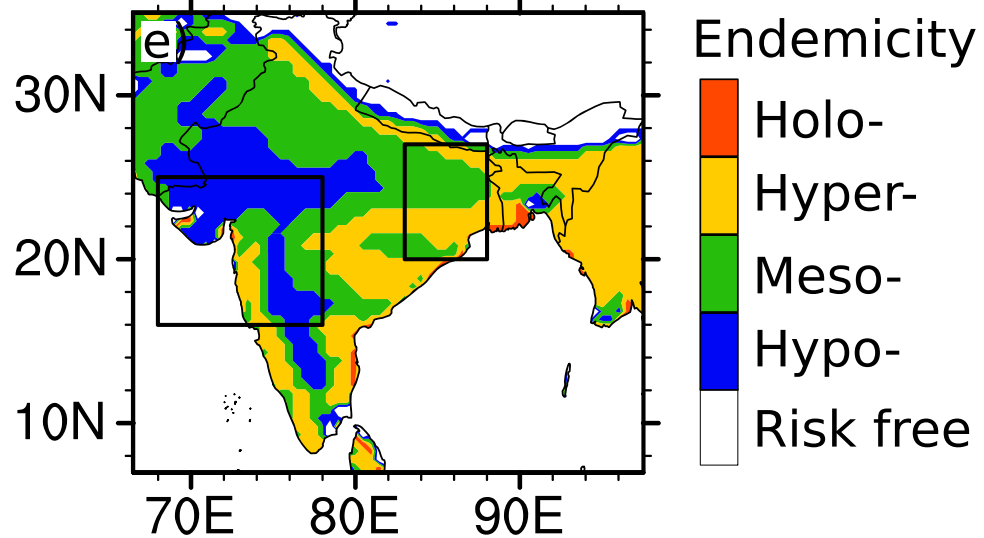 e)
Endemicity
30N
20N
10N
70E 80E 90E
Holo-
Hyper-
Meso-
Hypo-
Risk free